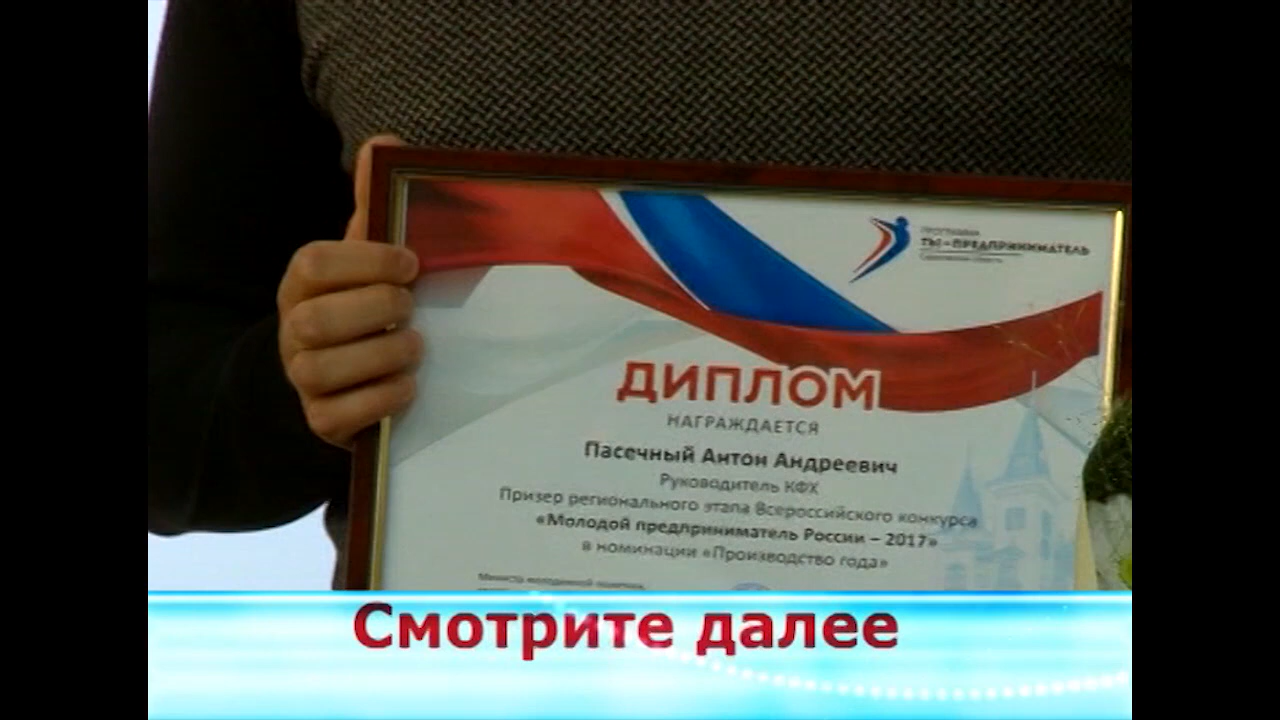 ПРОГРАММА
ТЫ - ПРЕДПРИНИМАТЕЛЬ
ДИПЛОМ
НАГРАЖДАЕТСЯ
Пасечный Антон Андреевич
Руководитель КФХ
Призер регионального этапа Всероссийского конкурса
«Молодой предприниматель России – 2017»
в номинации «Производство года»
Смотрите далее